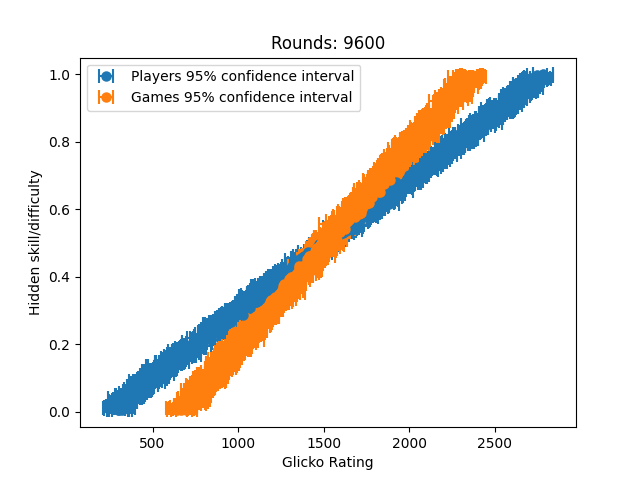 Rounds: 9600
Players 95% confidence interval
Games 95% confidence interval
1.0
0.8
0.6
0.4
0.2
0.0
Hidden skill/difficulty
500 1000 1500 2000 2500
Glicko Rating